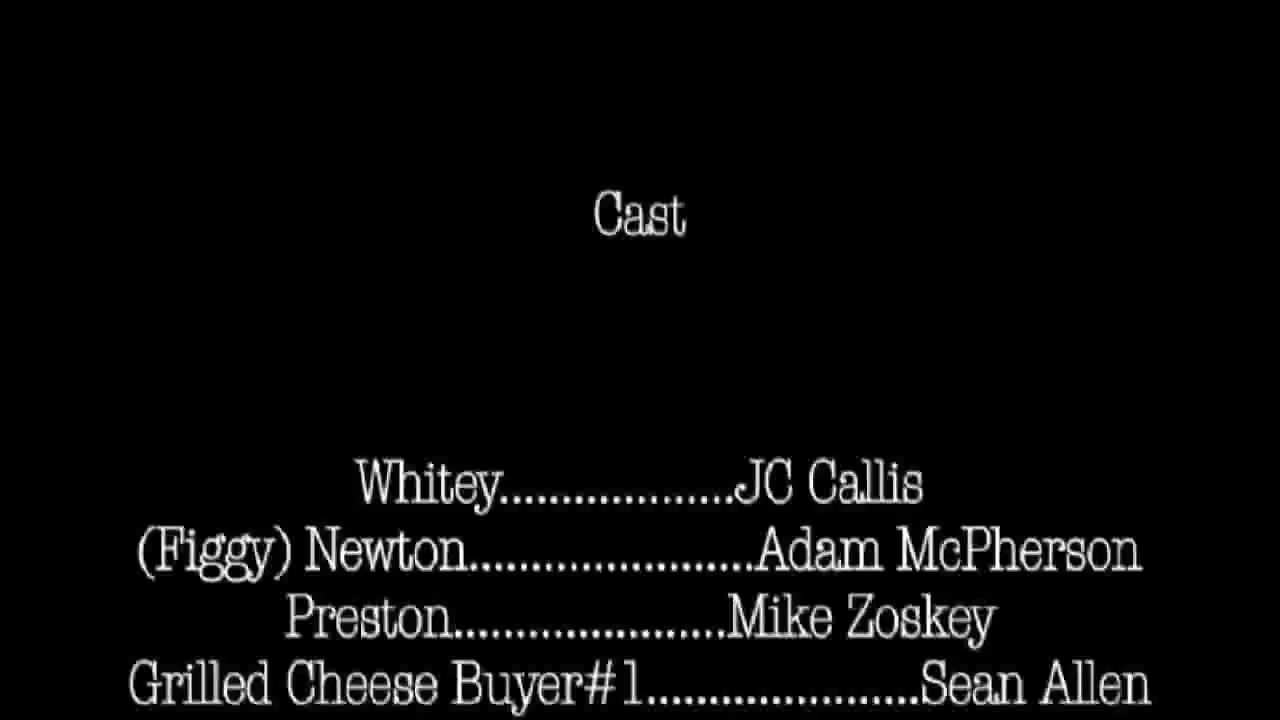 Cast
Whitey...................JC Callis
(Figgy) Newton.......................Adam McPherson
Preston......................Mike Zoskey
Grilled Cheese Buyer#1......................Sean Allen